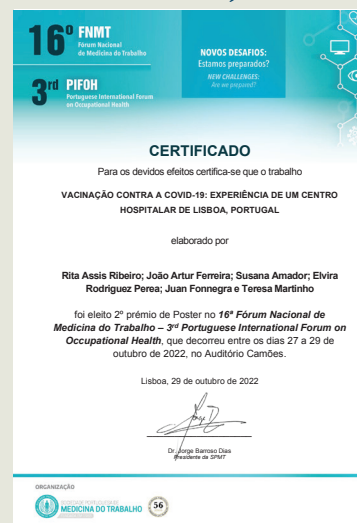 16º FNMT
Fórum Nacional
de Medicina do Trabalho
3rd PIFOH
Portuguese International Forum
on Occupational Health
NOVOS DESAFIOS:
Estamos preparados?
NEW CHALLENGES:
Are we prepared?
CERTIFICADO
Para os devidos efeitos certifica-se que o trabalho
VACINAÇÃO CONTRA A COVID-19: EXPERIÊNCIA DE UM CENTRO
HOSPITALAR DE LISBOA, PORTUGAL
elaborado por
Rita Assis Ribeiro; João Artur Ferreira; Susana Amador; Elvira
Rodriguez Perea; Juan Fonnegra e Teresa Martinho
foi eleito 2º prémio de Poster no 16º Fórum Nacional de
Medicina do Trabalho – 3rd Portuguese International Forum on
Occupational Health, que decorreu entre os dias 27 a 29 de
outubro de 2022, no Auditório Camões.
Lisboa, 29 de outubro de 2022
Dr. Jorge Barroso Dias
Presidente da SPMT
ORGANIZAÇÃO
MEDICINA DO TRABALHO
56